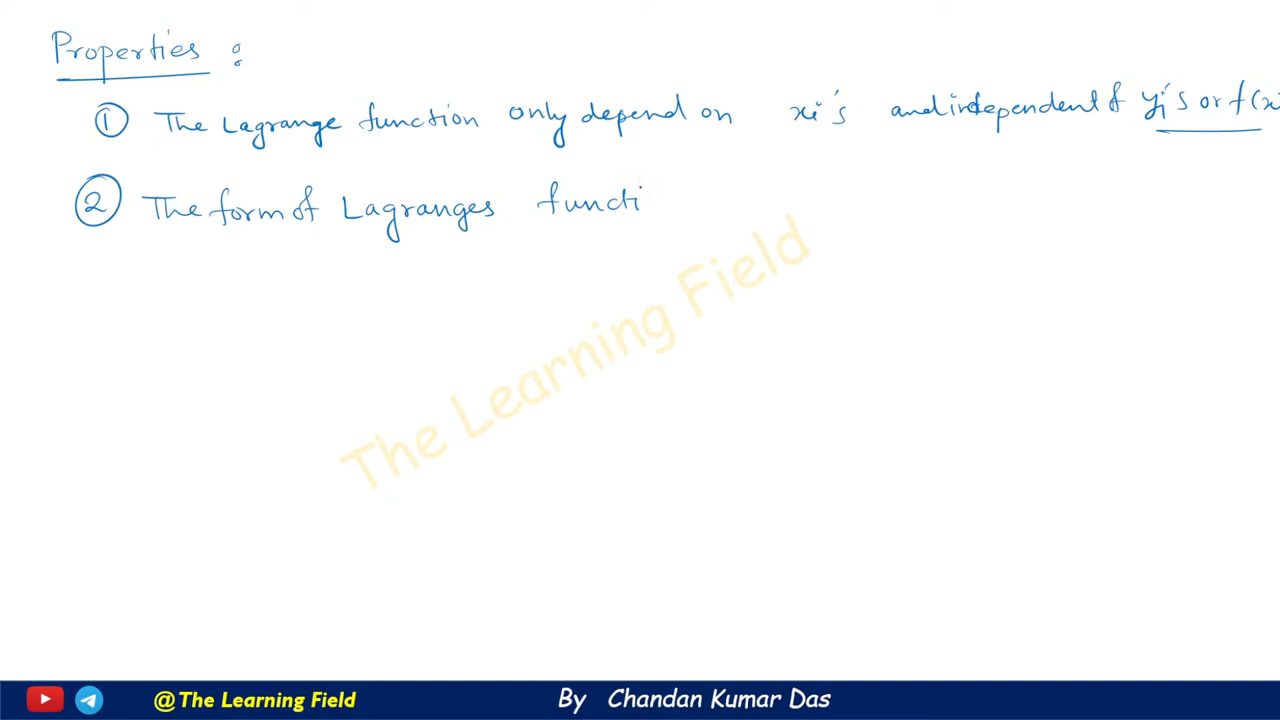 Properties :
① The Lagrange function only depend on xi's and independent of yi's or f(x
② The form of Lagranges functi
The Learning Field
@The Learning Field By Chandan Kumar Das